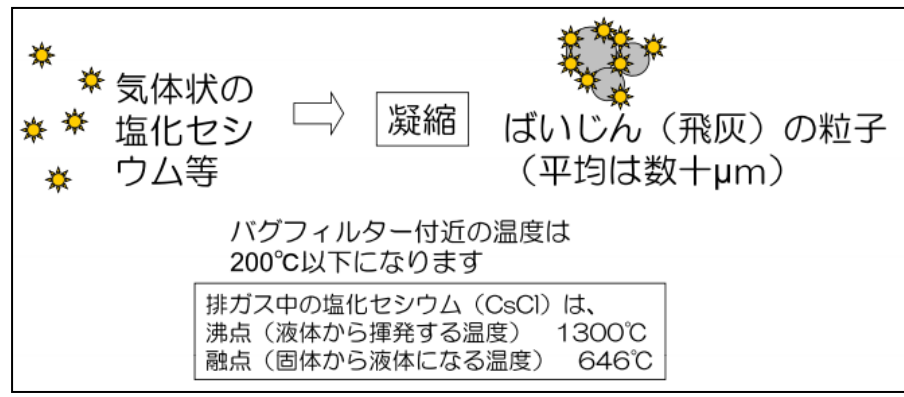 気体状の
塩化セシ
ウム等
凝縮
ばいじん（飛灰）の粒子
（平均は数十μm）
バグフィルター付近の温度は
200℃以下になります
排ガス中の塩化セシウム（CsCl）は、
沸点（液体から揮発する温度） 1300℃
融点（固体から液体になる温度） 646℃